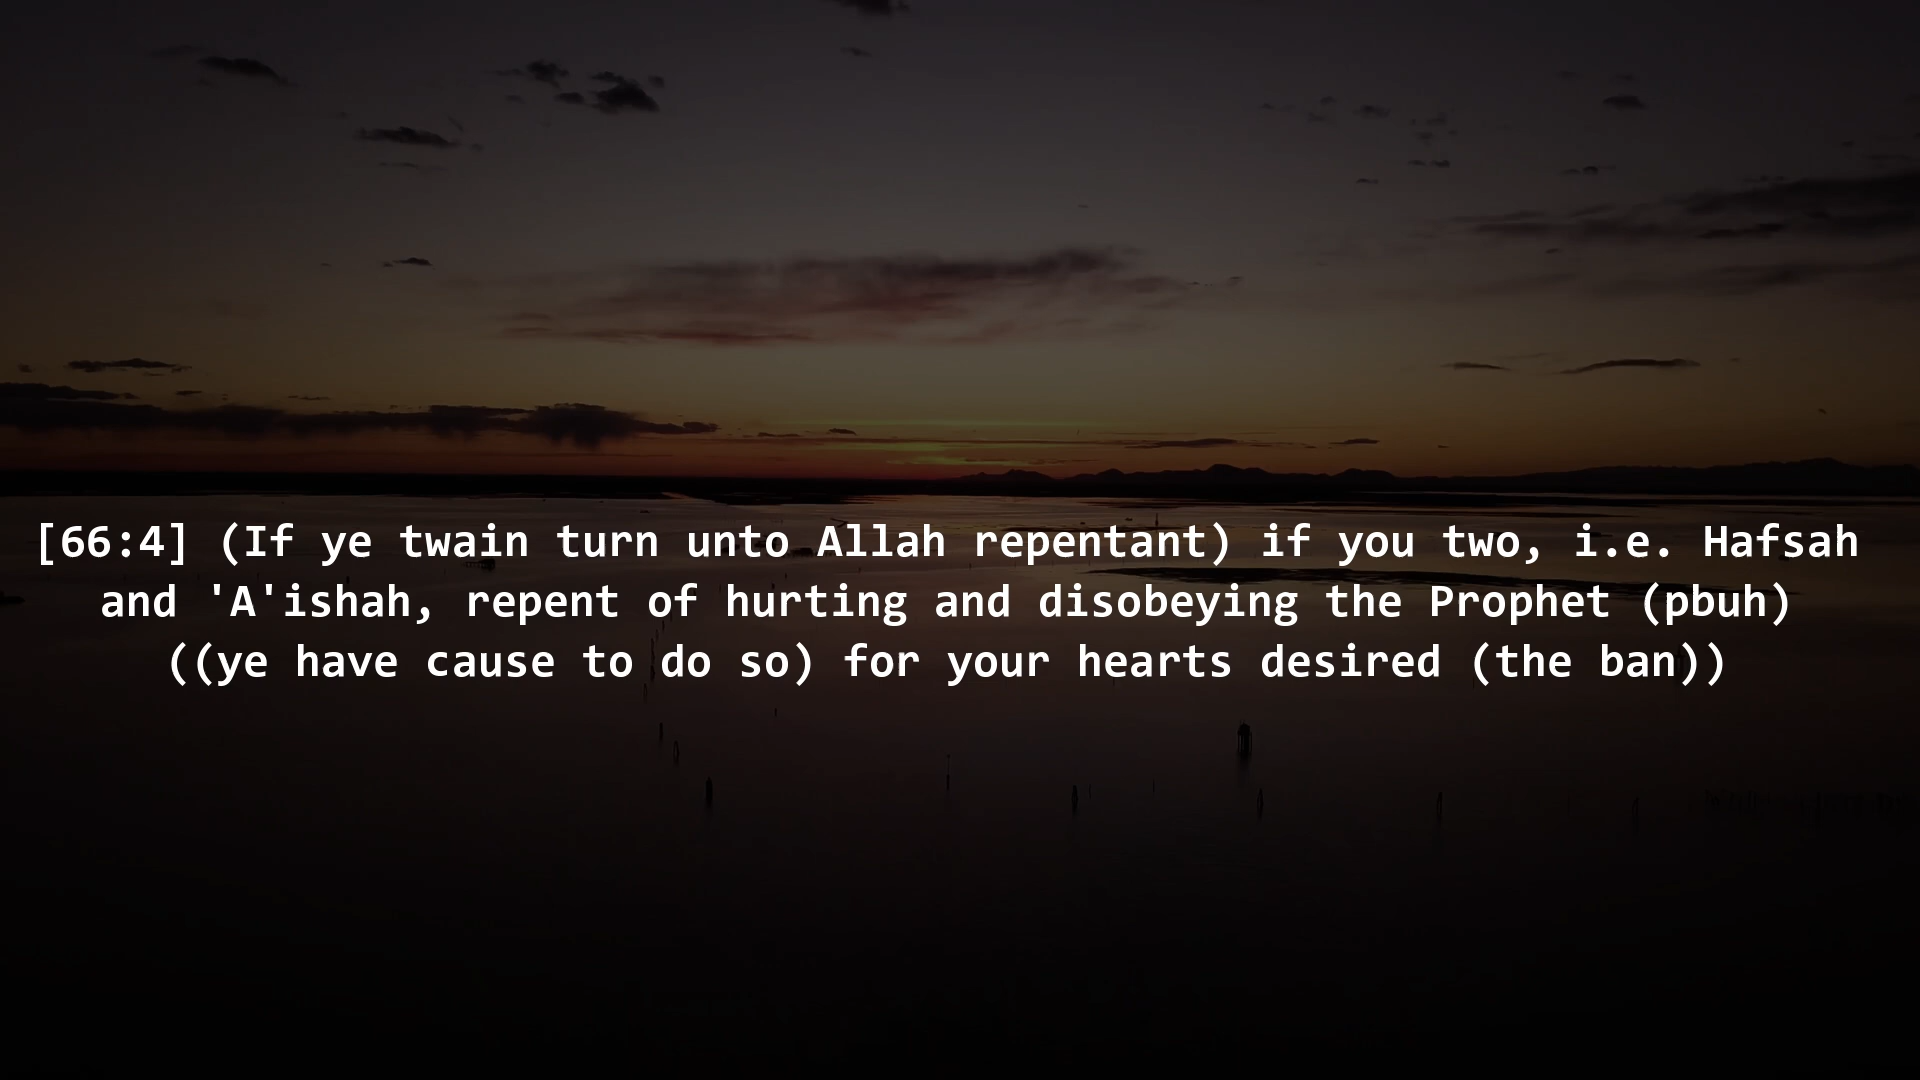 [66:4] (If ye twain turn unto Allah repentant) if you two, i.e. Hafsah
and 'A'ishah, repent of hurting and disobeying the Prophet (pbuh)
((ye have cause to do so) for your hearts desired (the ban))